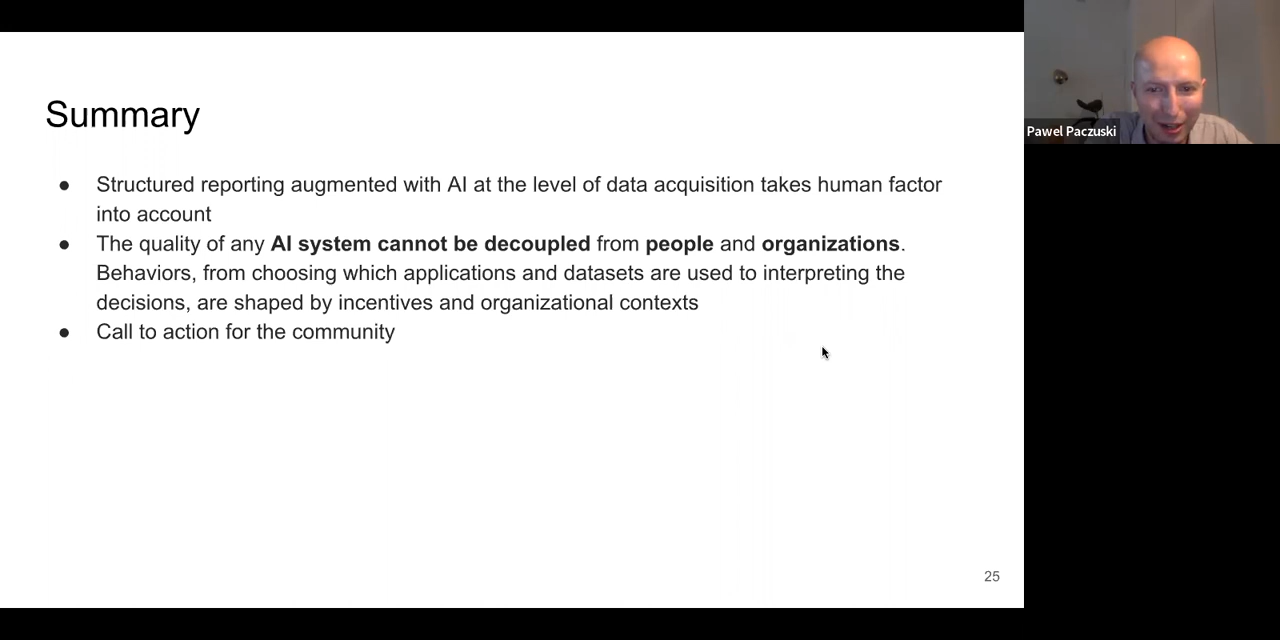 Summary
● Structured reporting augmented with AI at the level of data acquisition takes human factor
into account
● The quality of any AI system cannot be decoupled from people and organizations.
Behaviors, from choosing which applications and datasets are used to interpreting the
decisions, are shaped by incentives and organizational contexts
● Call to action for the community
25
Pawel Paczuski